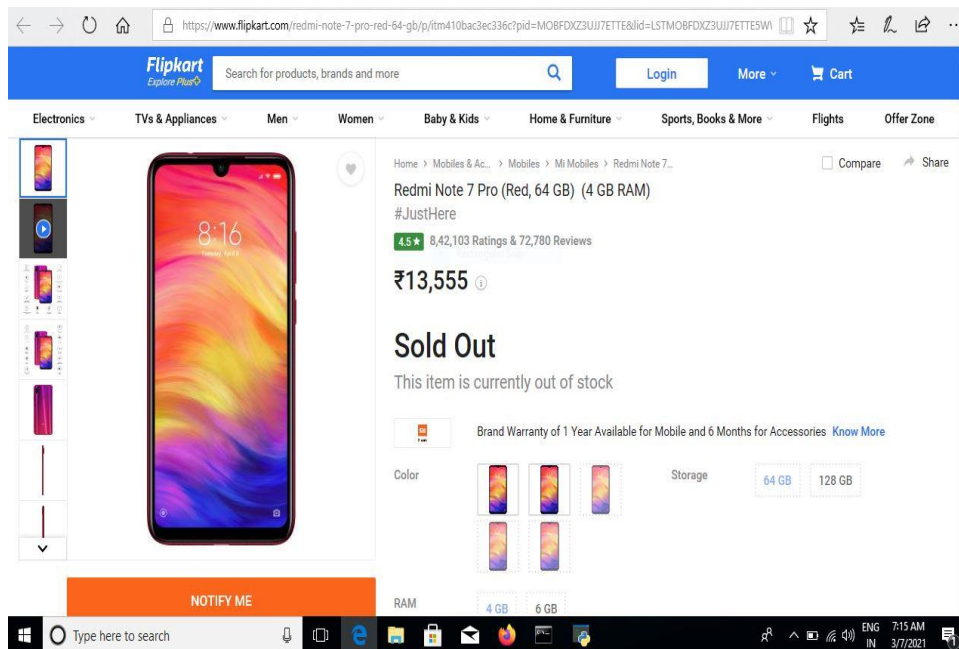 https://www.flipkart.com/redmi-note-7-pro-red-64-gb/p/itm410bac3ec336c?pid=MOBFDXZ3UJJ7ETTE&lid=LSTMOBFDXZ3UJJ7ETTE5W
Flipkart
Explore Plus
Search for products, brands and more
Login
More
Cart
Electronics
TVs & Appliances
Men
Women
Baby & Kids
Home & Furniture
Sports, Books & More
Flights
Offer Zone
Home > Mobiles & Ac... > Mobiles > Mi Mobiles > Redmi Note 7...
Compare
Share
Redmi Note 7 Pro (Red, 64 GB) (4 GB RAM)
#JustHere
4.5★ 8,42,103 Ratings & 72,780 Reviews
₹13,555
8:16
Sold Out
This item is currently out of stock
Brand Warranty of 1 Year Available for Mobile and 6 Months for Accessories Know More
Color
Storage
64 GB
128 GB
NOTIFY ME
RAM
4 GB
6 GB
Type here to search
ENG
IN
7:15 AM
3/7/2021
1